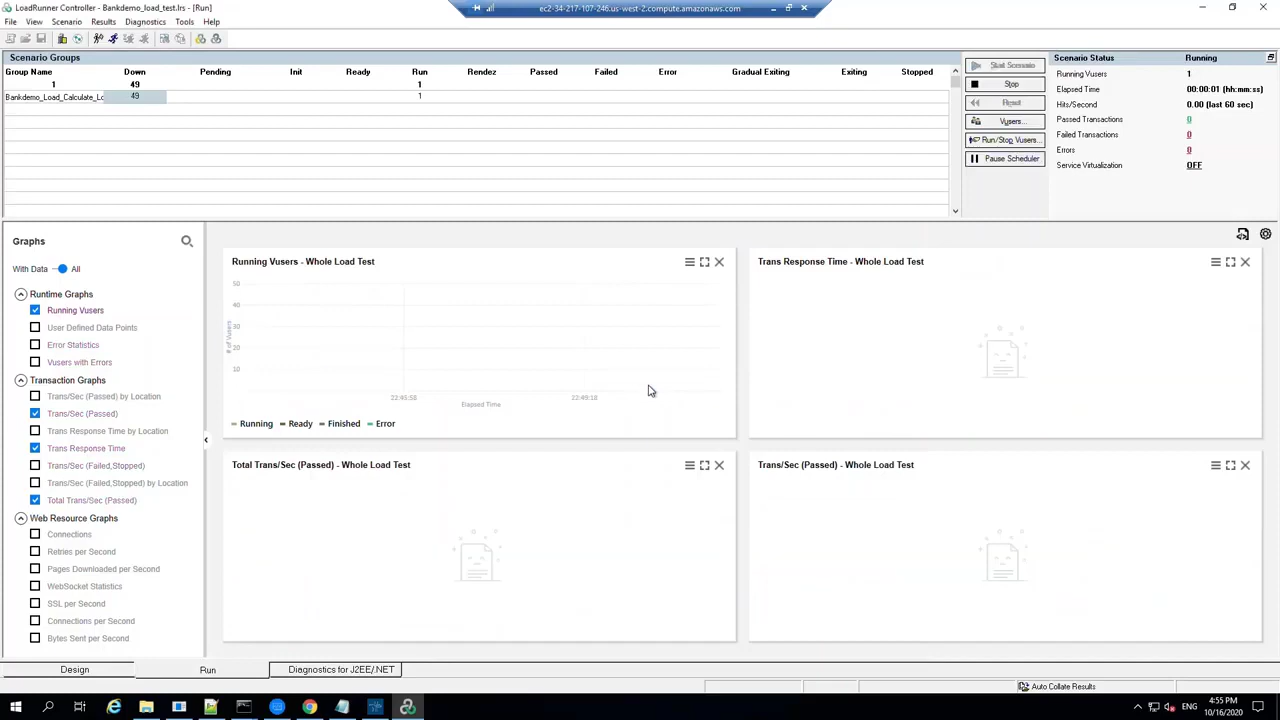 LoadRunner Controller - Bankdemo_load_test.lrs - [Run]
ec2-34-217-107-246.us-west-2.compute.amazonaws.com
File View Scenario Results Diagnostics Tools Help
Scenario Groups
Group Name Down Pending Init Ready Run Rendez Passed Failed Error Gradual Exiting Exiting Stopped
1 49 1
Bankdemo_Load_Calculate_Lo 49 1
Start Scenario
Stop
Reset
Vusers...
Run/Stop Vusers...
Pause Scheduler
Scenario Status Running
Running Vusers 1
Elapsed Time 00:00:01 (hh:mm:ss)
Hits/Second 0.00 (last 60 sec)
Passed Transactions 0
Failed Transactions 0
Errors 0
Service Virtualization OFF
Graphs
With Data All
Runtime Graphs
Running Vusers
User Defined Data Points
Error Statistics
Vusers with Errors
Transaction Graphs
Trans/Sec (Passed) by Location
Trans/Sec (Passed)
Trans Response Time by Location
Trans Response Time
Trans/Sec (Failed,Stopped)
Trans/Sec (Failed,Stopped) by Location
Total Trans/Sec (Passed)
Web Resource Graphs
Connections
Retries per Second
Pages Downloaded per Second
WebSocket Statistics
SSL per Second
Connections per Second
Bytes Sent per Second
Running Vusers - Whole Load Test
50
40
30
20
10
# of Vusers
22:49:18
Elapsed Time
Running Ready Finished Error
Trans Response Time - Whole Load Test
Total Trans/Sec (Passed) - Whole Load Test
Trans/Sec (Passed) - Whole Load Test
Design Run Diagnostics for J2EE/.NET
Auto Collate Results
ENG
4:55 PM
10/16/2020